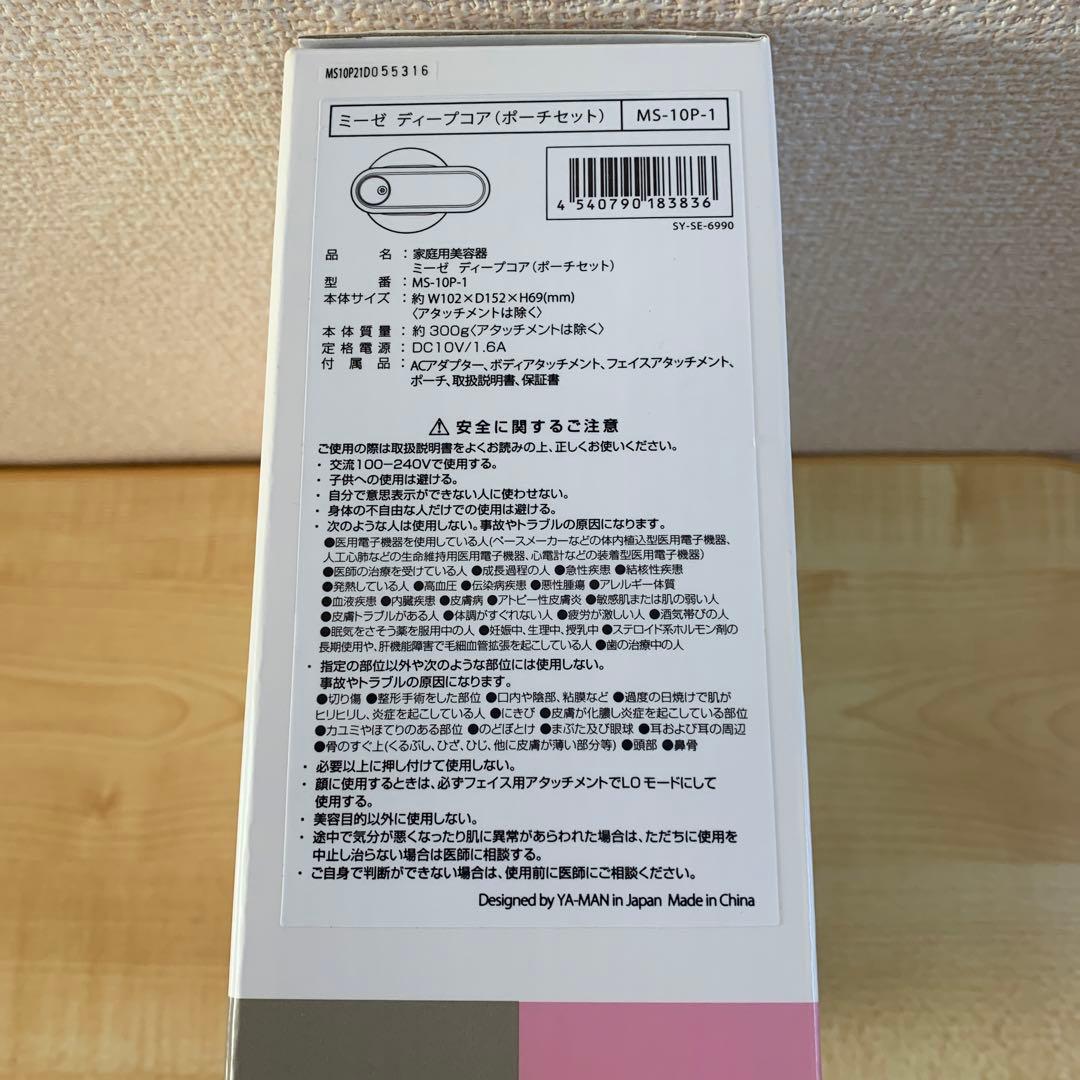 MS10P21D055316
ミーゼ ディープコア(ポーチセット) MS-10P-1
4 540790 183836
SY-SE-6990
品名:家庭用美容器
ミーゼ ディープコア(ポーチセット)
型番:MS-10P-1
本体サイズ:約 W102×D152×H69(mm)
〈アタッチメントは除く〉
本体質量:約300g〈アタッチメントは除く〉
定格電源:DC10V/1.6A
付属品:ACアダプター、ボディアタッチメント、フェイスアタッチメント、
ポーチ、取扱説明書、保証書
⚠ 安全に関するご注意
ご使用の際は取扱説明書をよくお読みの上、正しくお使いください。
・交流100−240Vで使用する。
・子供への使用は避ける。
・自分で意思表示ができない人に使わせない。
・身体の不自由な人だけでの使用は避ける。
・次のような人は使用しない。事故やトラブルの原因になります。
●医用電子機器を使用している人(ペースメーカーなどの体内植込型医用電子機器、
人工心肺などの生命維持用医用電子機器、心電計などの装着型医用電子機器)
●医師の治療を受けている人 ●成長過程の人 ●急性疾患 ●結核性疾患
●発熱している人 ●高血圧 ●伝染病疾患 ●悪性腫瘍 ●アレルギー体質
●血液疾患 ●内臓疾患 ●皮膚病 ●アトピー性皮膚炎 ●敏感肌または肌の弱い人
●皮膚トラブルがある人 ●体調がすぐれない人 ●疲労が激しい人 ●酒気帯びの人
●眠気をさそう薬を服用中の人 ●妊娠中、生理中、授乳中 ●ステロイド系ホルモン剤の
長期使用や、肝機能障害で毛細血管拡張を起こしている人 ●歯の治療中の人
・指定の部位以外や次のような部位には使用しない。
事故やトラブルの原因になります。
●切り傷 ●整形手術をした部位 ●口内や陰部、粘膜など ●過度の日焼けで肌が
ヒリヒリし、炎症を起こしている人 ●にきび ●皮膚が化膿し炎症を起こしている部位
●カユミやほてりのある部位 ●のどぼとけ ●まぶた及び眼球 ●耳および耳の周辺
●骨のすぐ上(くるぶし、ひざ、ひじ、他に皮膚が薄い部分等) ●頭部 ●鼻骨
・必要以上に押し付けて使用しない。
・顔に使用するときは、必ずフェイス用アタッチメントでLOモードにして
使用する。
・美容目的以外に使用しない。
・途中で気分が悪くなったり肌に異常があらわれた場合は、ただちに使用を
中止し治らない場合は医師に相談する。
・ご自身で判断ができない場合は、使用前に医師にご相談ください。
Designed by YA-MAN in Japan Made in China